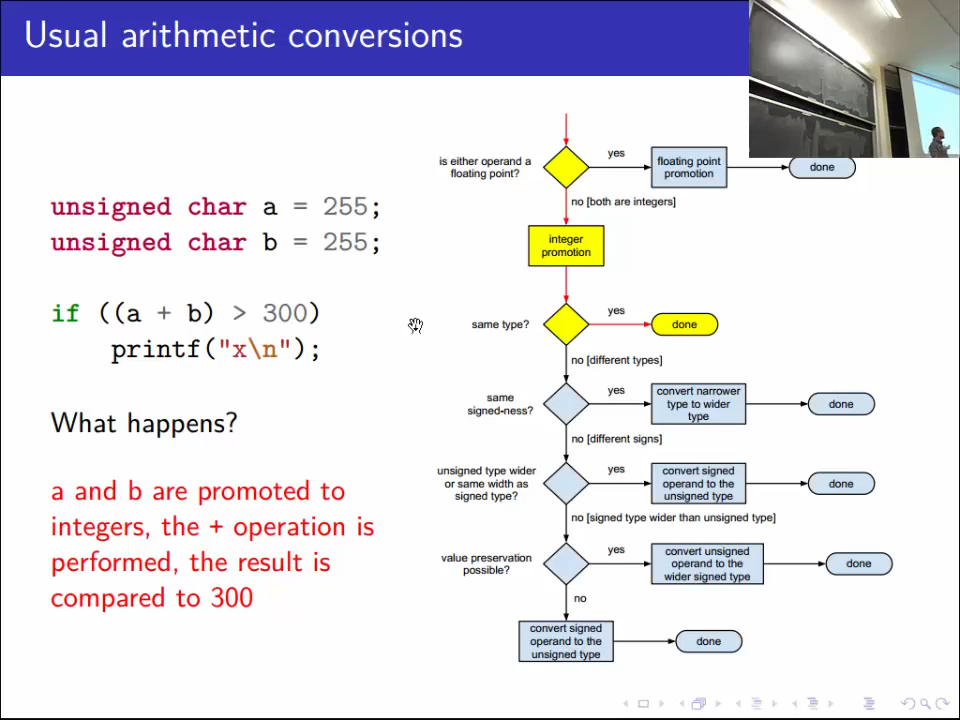 Usual arithmetic conversions
unsigned char a = 255;
unsigned char b = 255;
if ((a + b) > 300)
printf("x\n");
What happens?
a and b are promoted to
integers, the + operation is
performed, the result is
compared to 300
is either operand a
floating point?
yes
floating point
promotion
done
no [both are integers]
integer
promotion
same type?
yes
done
no [different types]
same
signed-ness?
yes
convert narrower
type to wider
type
done
no [different signs]
unsigned type wider
or same width as
signed type?
yes
convert signed
operand to the
unsigned type
done
no [signed type wider than unsigned type]
value preservation
possible?
yes
convert unsigned
operand to the
wider signed type
done
no
convert signed
operand to the
unsigned type
done